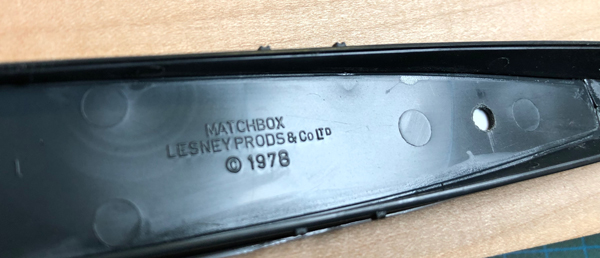 MATCHBOX
LESNEY PRODS & Co LTD
© 1978